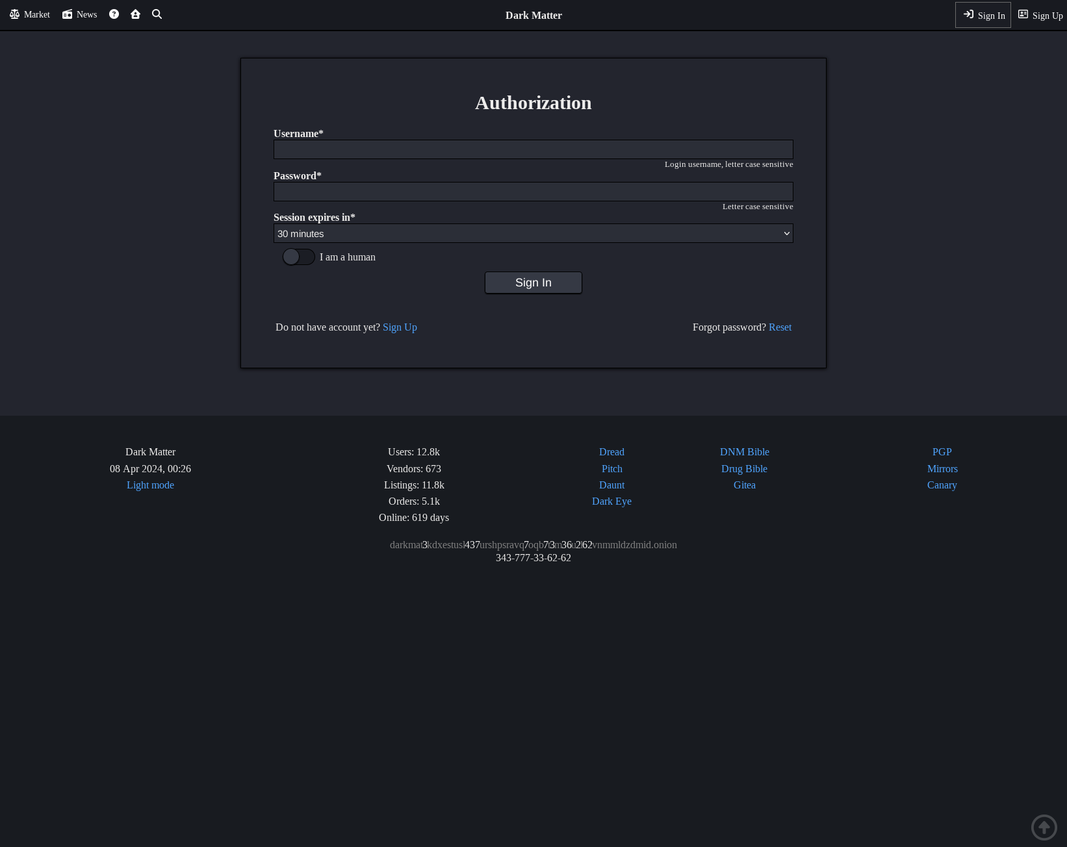 Market News Dark Matter Sign In Sign Up
Authorization
Username*
Login username, letter case sensitive
Password*
Letter case sensitive
Session expires in*
30 minutes
I am a human
Sign In
Do not have account yet? Sign Up Forgot password? Reset
Dark Matter
08 Apr 2024, 00:26
Light mode
Users: 12.8k
Vendors: 673
Listings: 11.8k
Orders: 5.1k
Online: 619 days
Dread
Pitch
Daunt
Dark Eye
DNM Bible
Drug Bible
Gitea
PGP
Mirrors
Canary
343-777-33-62-62